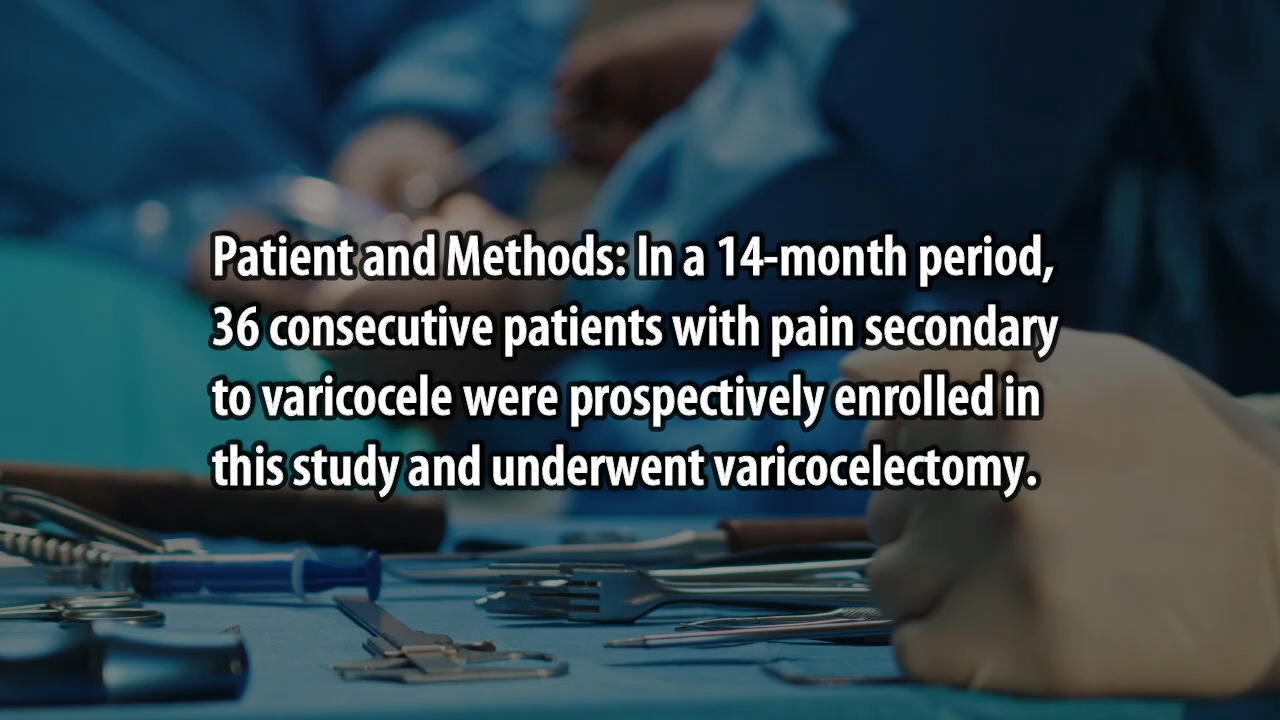 Patient and Methods: In a 14-month period,
36 consecutive patients with pain secondary
to varicocele were prospectively enrolled in
this study and underwent varicocelectomy.